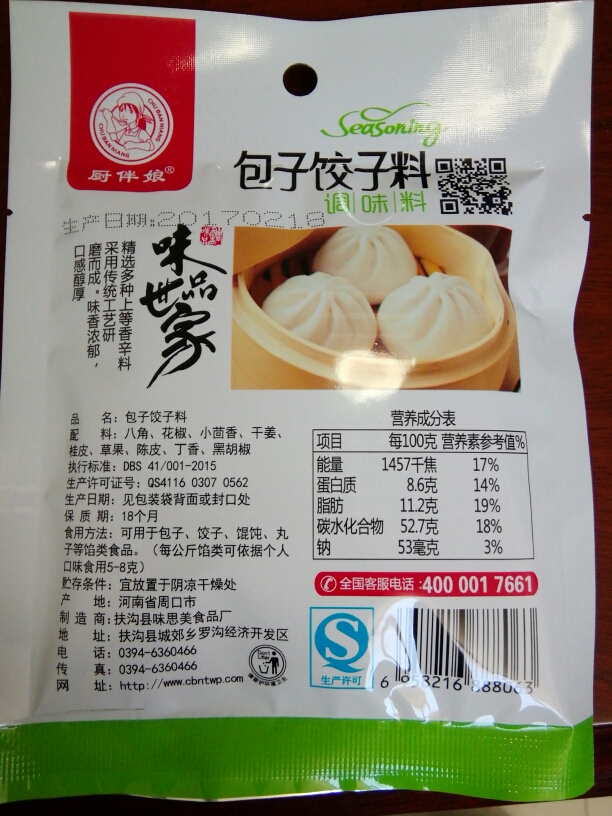 CHU BAN NIANG
CHU BAN NIANG
厨伴娘®
Seasoning
包子饺子料
调味料
生产日期:20170218
味品世家
精选多种上等香辛料
采用传统工艺研
磨而成。味香浓郁，
口感醇厚
品 名：包子饺子料
配 料：八角、花椒、小茴香、干姜、
桂皮、草果、陈皮、丁香、黑胡椒
执行标准：DBS 41/001-2015
生产许可证号：QS4116 0307 0562
生产日期：见包装袋背面或封口处
保 质 期：18个月
食用方法：可用于包子、饺子、馄饨、丸
子等馅类食品。（每公斤馅类可依据个人
口味食用5-8克）
贮存条件：宜放置于阴凉干燥处
产 地：河南省周口市
制 造 商：扶沟县味思美食品厂
地 址：扶沟县城郊乡罗沟经济开发区
电 话：0394-6360466
传 真：0394-6360466
网 址：http://www.cbntwp.com
营养成分表
项目 每100克 营养素参考值%
能量 1457千焦 17%
蛋白质 8.6克 14%
脂肪 11.2克 19%
碳水化合物 52.7克 18%
钠 53毫克 3%
全国客服电话：400 001 7661
S
生产许可
6 953216 888063